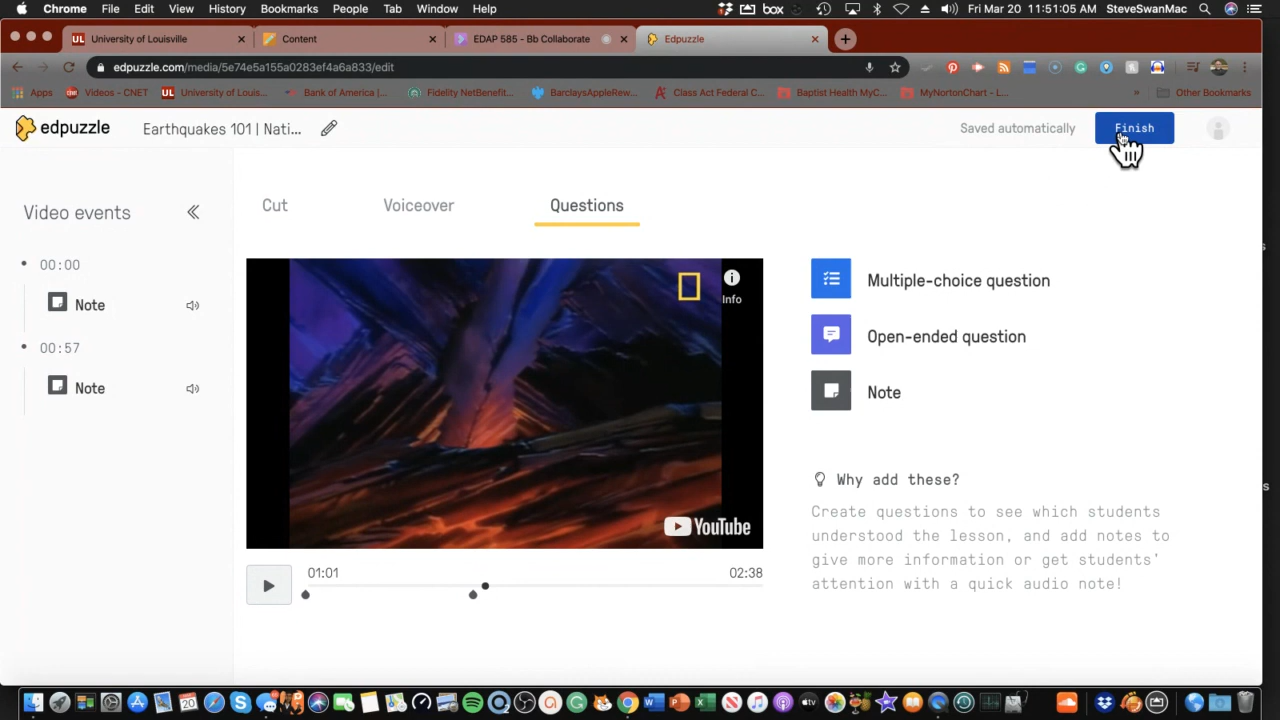 Chrome File Edit View History Bookmarks People Tab Window Help box Fri Mar 20 11:51:05 AM SteveSwanMac
UL University of Louisville Content EDAP 585 - Bb Collaborate Edpuzzle
edpuzzle.com/media/5e74e5a155a0283ef4a6a833/edit
Apps Videos - CNET UL University of Louis... Bank of America |... Fidelity NetBenefit... BarclaysAppleRew... Class Act Federal C... Baptist Health MyC... MyNortonChart - L... » Other Bookmarks
edpuzzle Earthquakes 101 | Nati... Saved automatically Finish
Video events
Cut Voiceover Questions
00:00
Note
00:57
Note
Info
YouTube
01:01 02:38
Multiple-choice question
Open-ended question
Note
Why add these?
Create questions to see which students
understood the lesson, and add notes to
give more information or get students'
attention with a quick audio note!